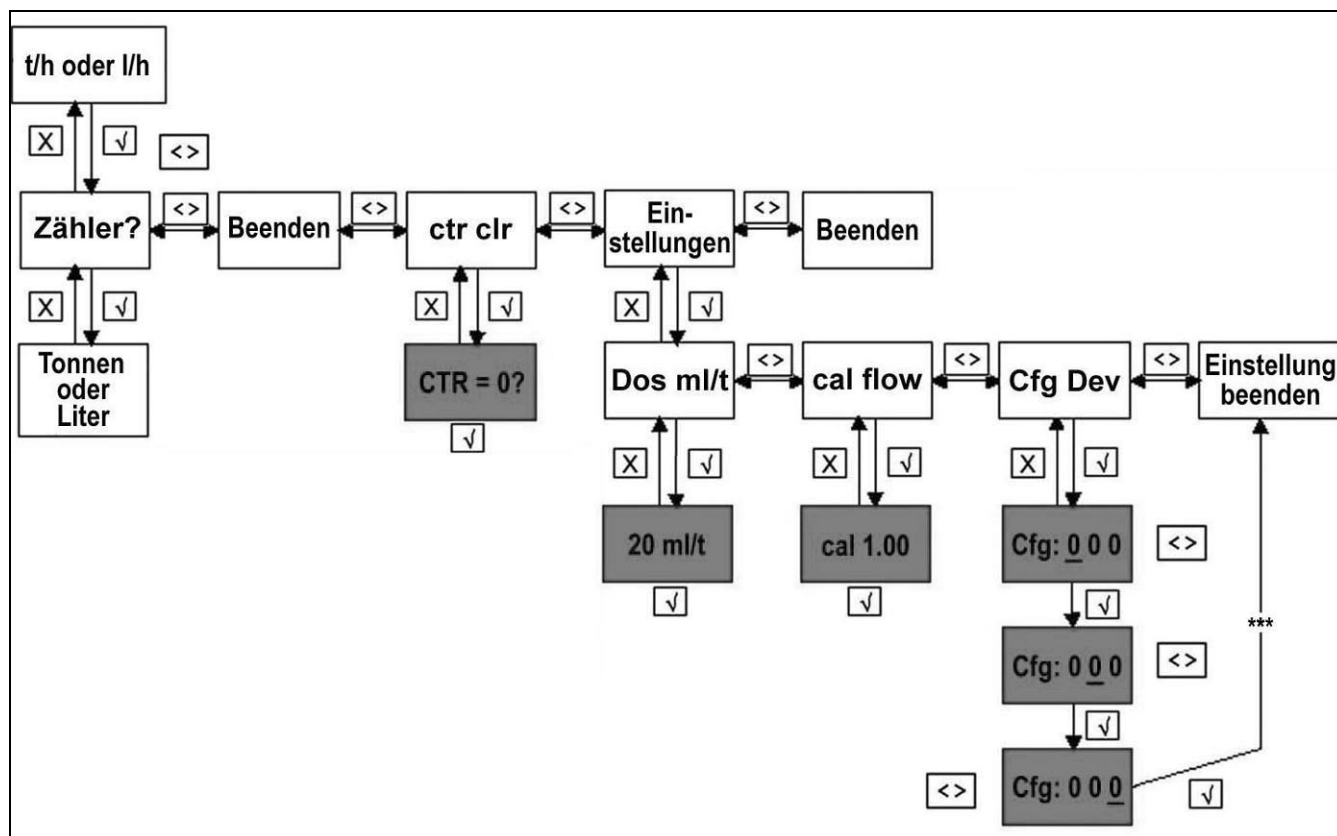 t/h oder l/h
X
√
< >
Zähler?
< >
Beenden
< >
ctr clr
< >
Ein-
stellungen
< >
Beenden
X
√
X
√
X
√
Tonnen
oder
Liter
CTR = 0?
√
Dos ml/t
< >
cal flow
< >
Cfg Dev
< >
Einstellung
beenden
X
√
X
√
X
√
20 ml/t
√
cal 1.00
√
Cfg: 0 0 0
< >
√
***
Cfg: 0 0 0
< >
√
< >
Cfg: 0 0 0
√